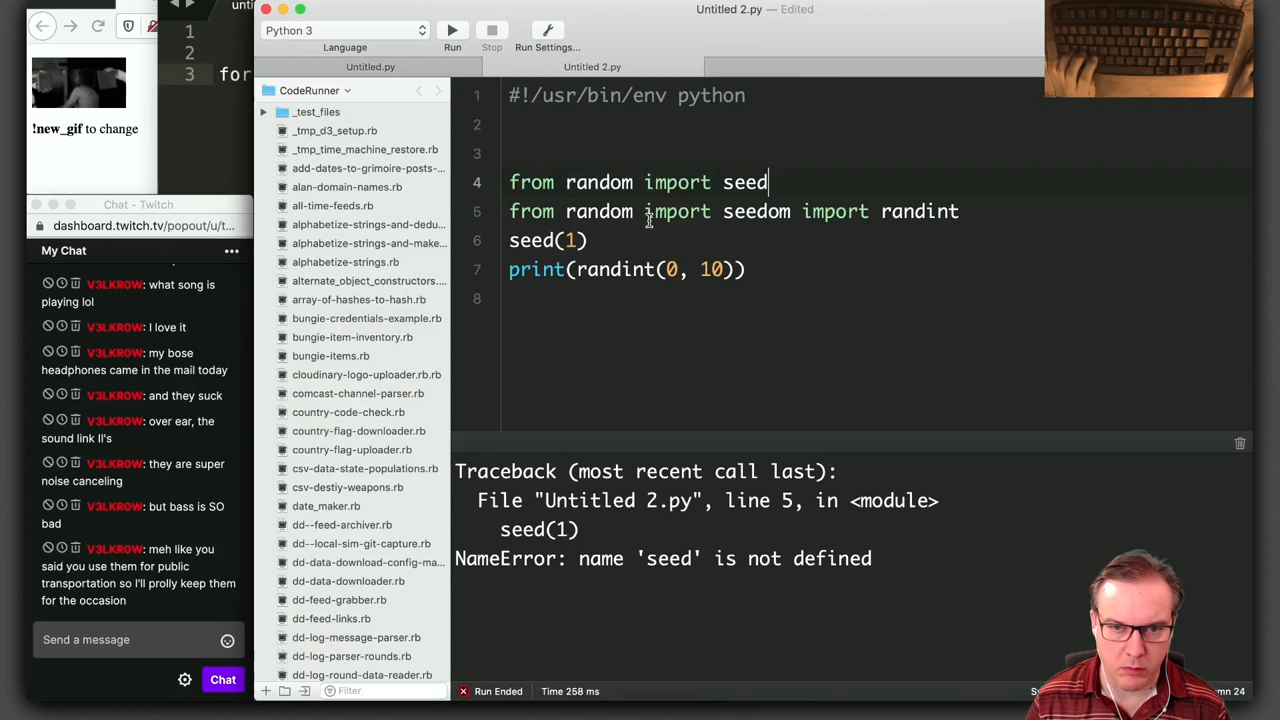 Untitled 2.py — Edited
Python 3
Language
Run
Stop
Run Settings...
Untitled.py
Untitled 2.py
1
2
3 for
!new_gif to change
Chat - Twitch
dashboard.twitch.tv/popout/u/t
My Chat
V3LKR0W: what song is
playing lol
V3LKR0W: I love it
V3LKR0W: my bose
headphones came in the mail today
V3LKR0W: and they suck
V3LKR0W: over ear, the
sound link II's
V3LKR0W: they are super
noise canceling
V3LKR0W: but bass is SO
bad
V3LKR0W: meh like you
said you use them for public
transportation so I'll prolly keep them
for the occasion
Send a message
Chat
CodeRunner
_test_files
_tmp_d3_setup.rb
_tmp_time_machine_restore.rb
add-dates-to-grimoire-posts-...
alan-domain-names.rb
all-time-feeds.rb
alphabetize-strings-and-dedu...
alphabetize-strings-and-make...
alphabetize-strings.rb
alternate_object_constructors....
array-of-hashes-to-hash.rb
bungie-credentials-example.rb
bungie-item-inventory.rb
bungie-items.rb
cloudinary-logo-uploader.rb.rb
comcast-channel-parser.rb
country-code-check.rb
country-flag-downloader.rb
country-flag-uploader.rb
csv-data-state-populations.rb
csv-destiy-weapons.rb
date_maker.rb
dd--feed-archiver.rb
dd--local-sim-git-capture.rb
dd-data-download-config-ma...
dd-data-downloader.rb
dd-feed-grabber.rb
dd-feed-links.rb
dd-log-message-parser.rb
dd-log-parser-rounds.rb
dd-log-round-data-reader.rb
Filter
1 #!/usr/bin/env python
2
3
4 from random import seed
5 from random import seedom import randint
6 seed(1)
7 print(randint(0, 10))
8
Traceback (most recent call last):
File "Untitled 2.py", line 5, in <module>
seed(1)
NameError: name 'seed' is not defined
Run Ended
Time 258 ms